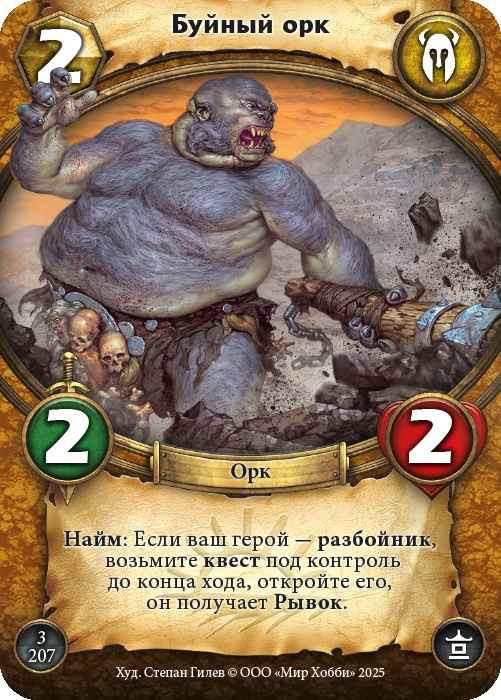 Буйный орк
2
2
2
Орк
Найм: Если ваш герой — разбойник,
возьмите квест под контроль
до конца хода, откройте его,
он получает Рывок.
3
207
Худ. Степан Гилев © ООО «Мир Хобби» 2025